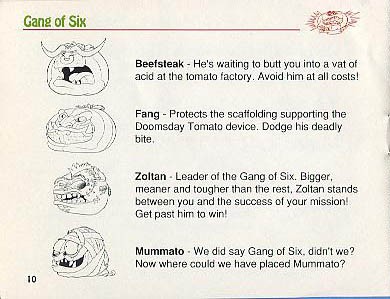 Gang of Six
Beefsteak - He's waiting to butt you into a vat of
acid at the tomato factory. Avoid him at all costs!
Fang - Protects the scaffolding supporting the
Doomsday Tomato device. Dodge his deadly
bite.
Zoltan - Leader of the Gang of Six. Bigger,
meaner and tougher than the rest, Zoltan stands
between you and the success of your mission!
Get past him to win!
Mummato - We did say Gang of Six, didn't we?
Now where could we have placed Mummato?
10